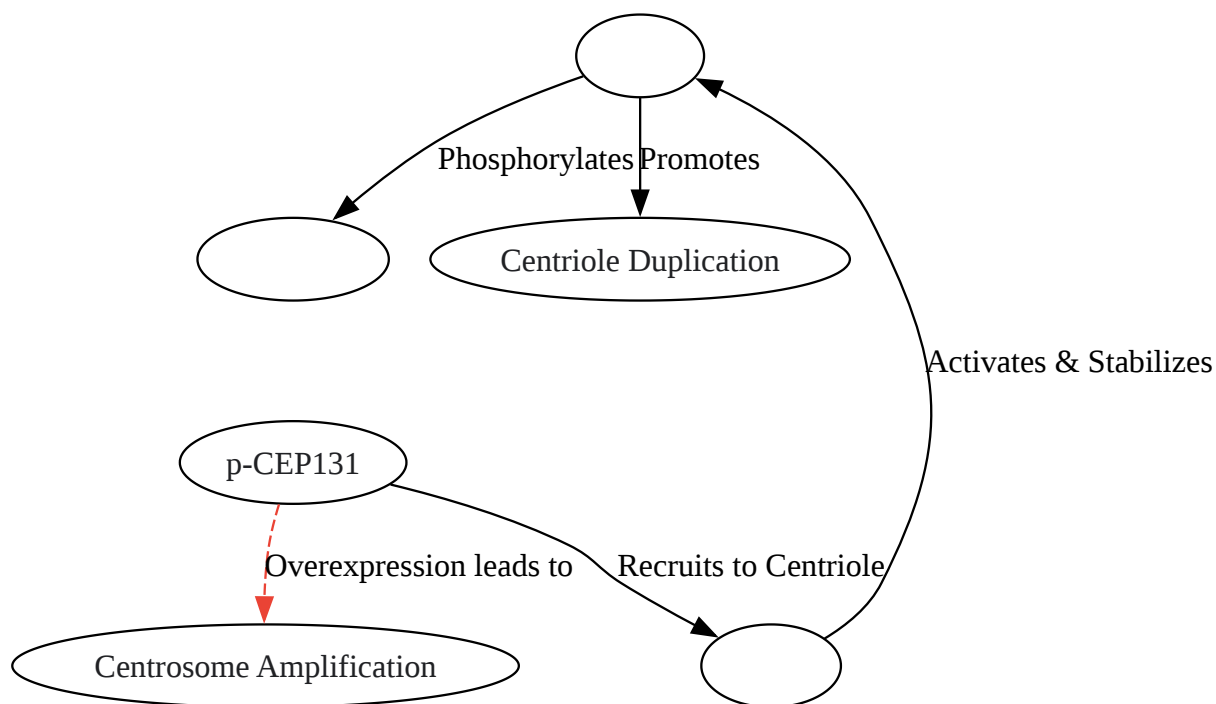 Phosphorylates
Promotes
Centriole Duplication
Activates & Stabilizes
p-CEP131
Overexpression leads to
Recruits to Centriole
Centrosome Amplification